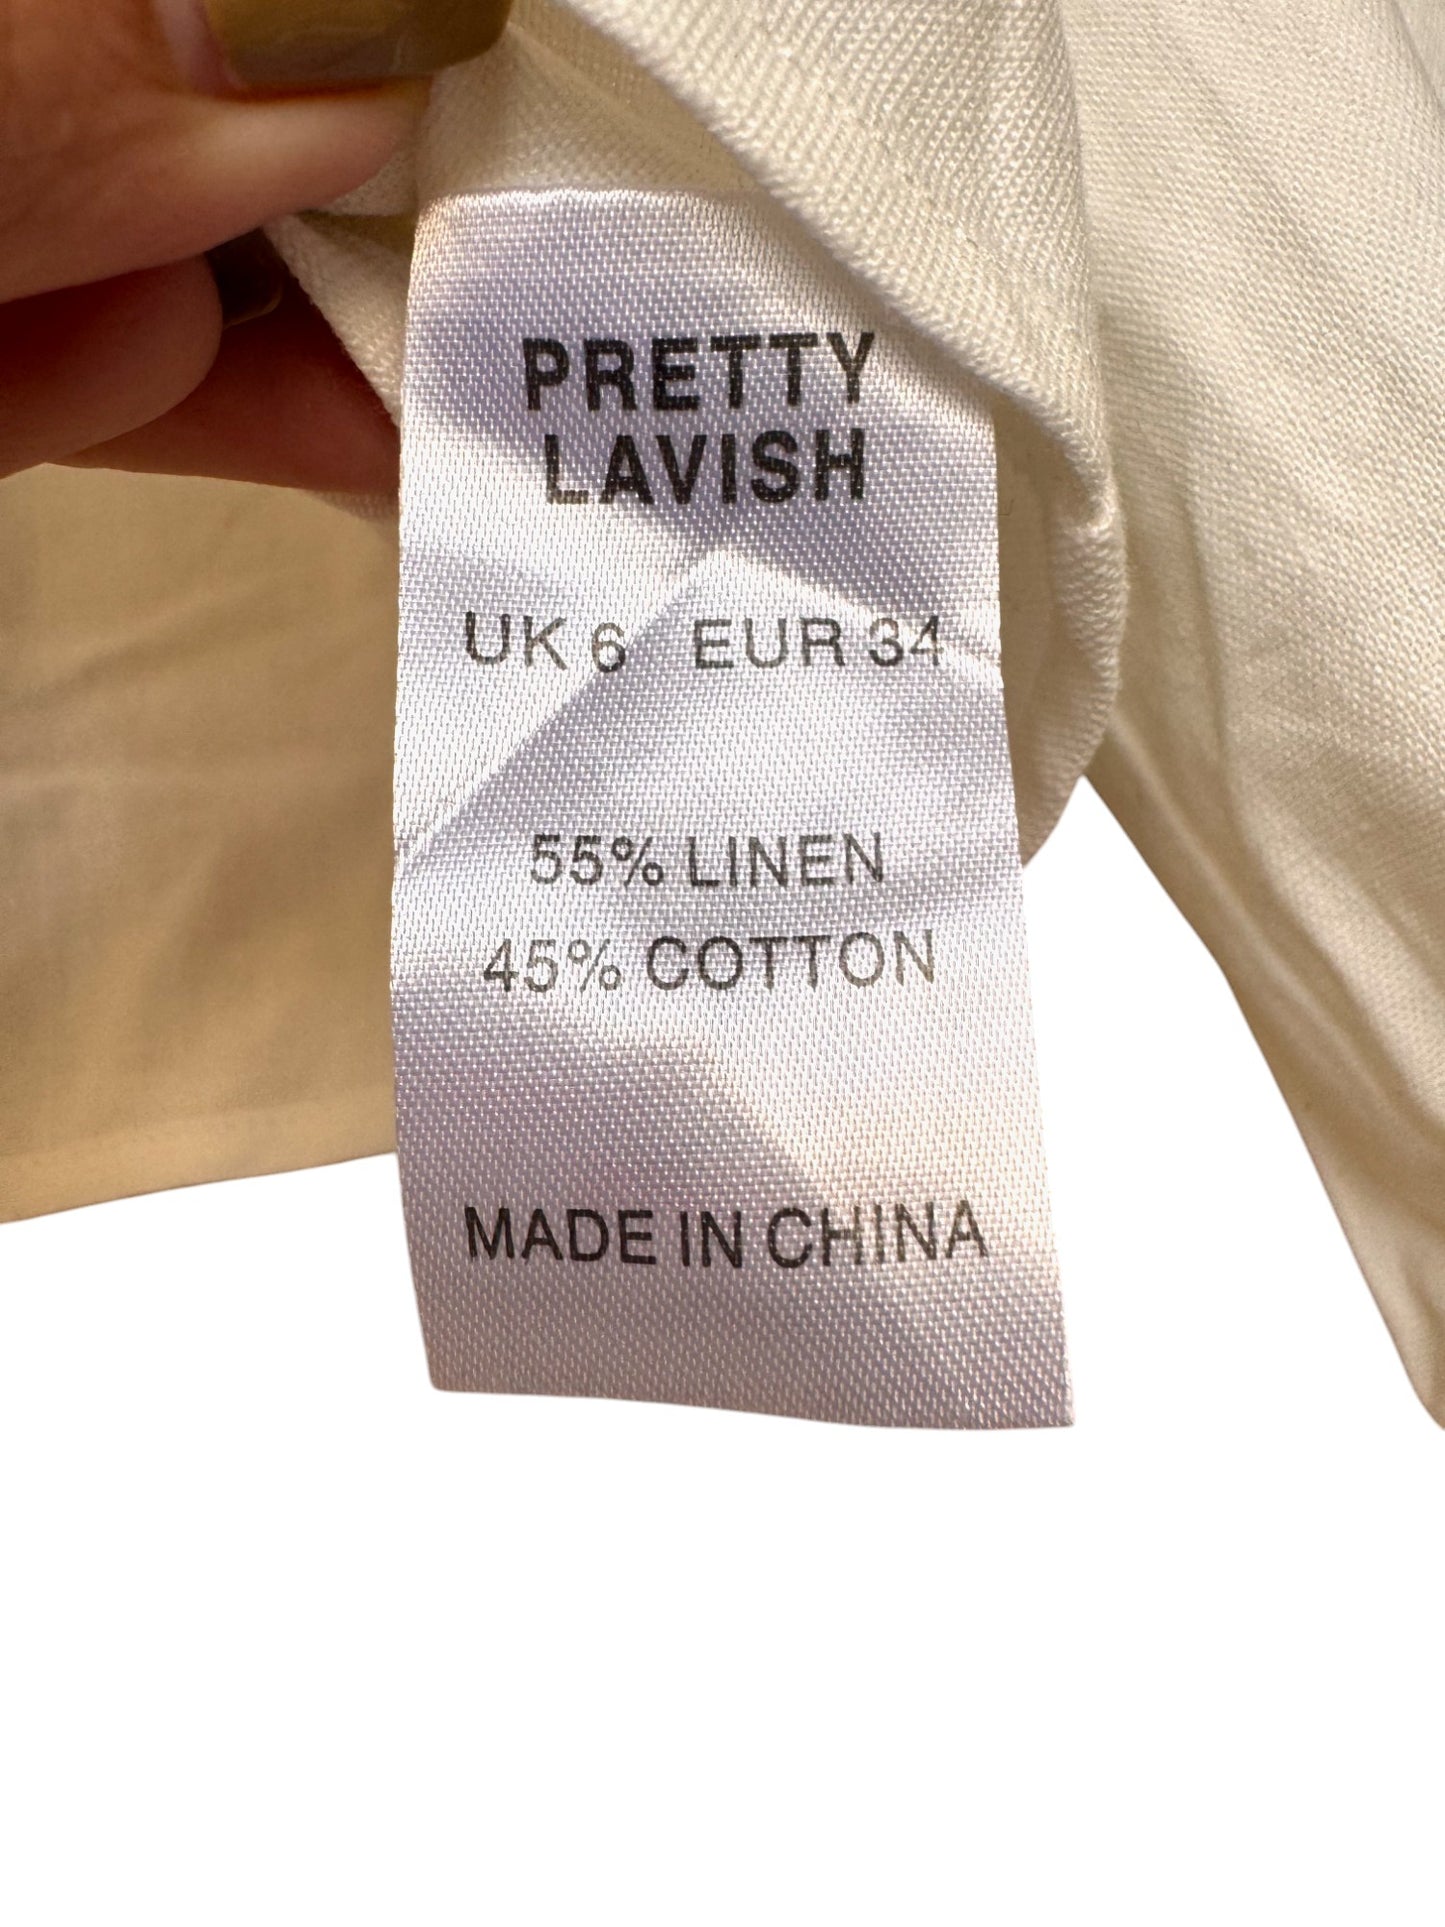 PRETTY
LAVISH
UK 6 EUR 34
55% LINEN
45% COTTON
MADE IN CHINA